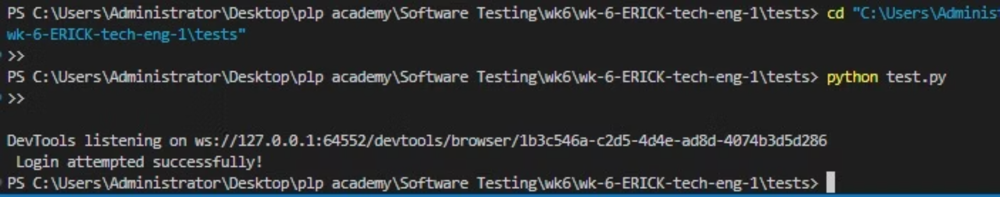 PS C:\Users\Administrator\Desktop\plp academy\Software Testing\wk6\wk-6-ERICK-tech-eng-1\tests> cd "C:\Users\Adminis
wk-6-ERICK-tech-eng-1\tests"
>>
PS C:\Users\Administrator\Desktop\plp academy\Software Testing\wk6\wk-6-ERICK-tech-eng-1\tests> python test.py
>>
DevTools listening on ws://127.0.0.1:64552/devtools/browser/1b3c546a-c2d5-4d4e-ad8d-4074b3d5d286
Login attempted successfully!
PS C:\Users\Administrator\Desktop\plp academy\Software Testing\wk6\wk-6-ERICK-tech-eng-1\tests>